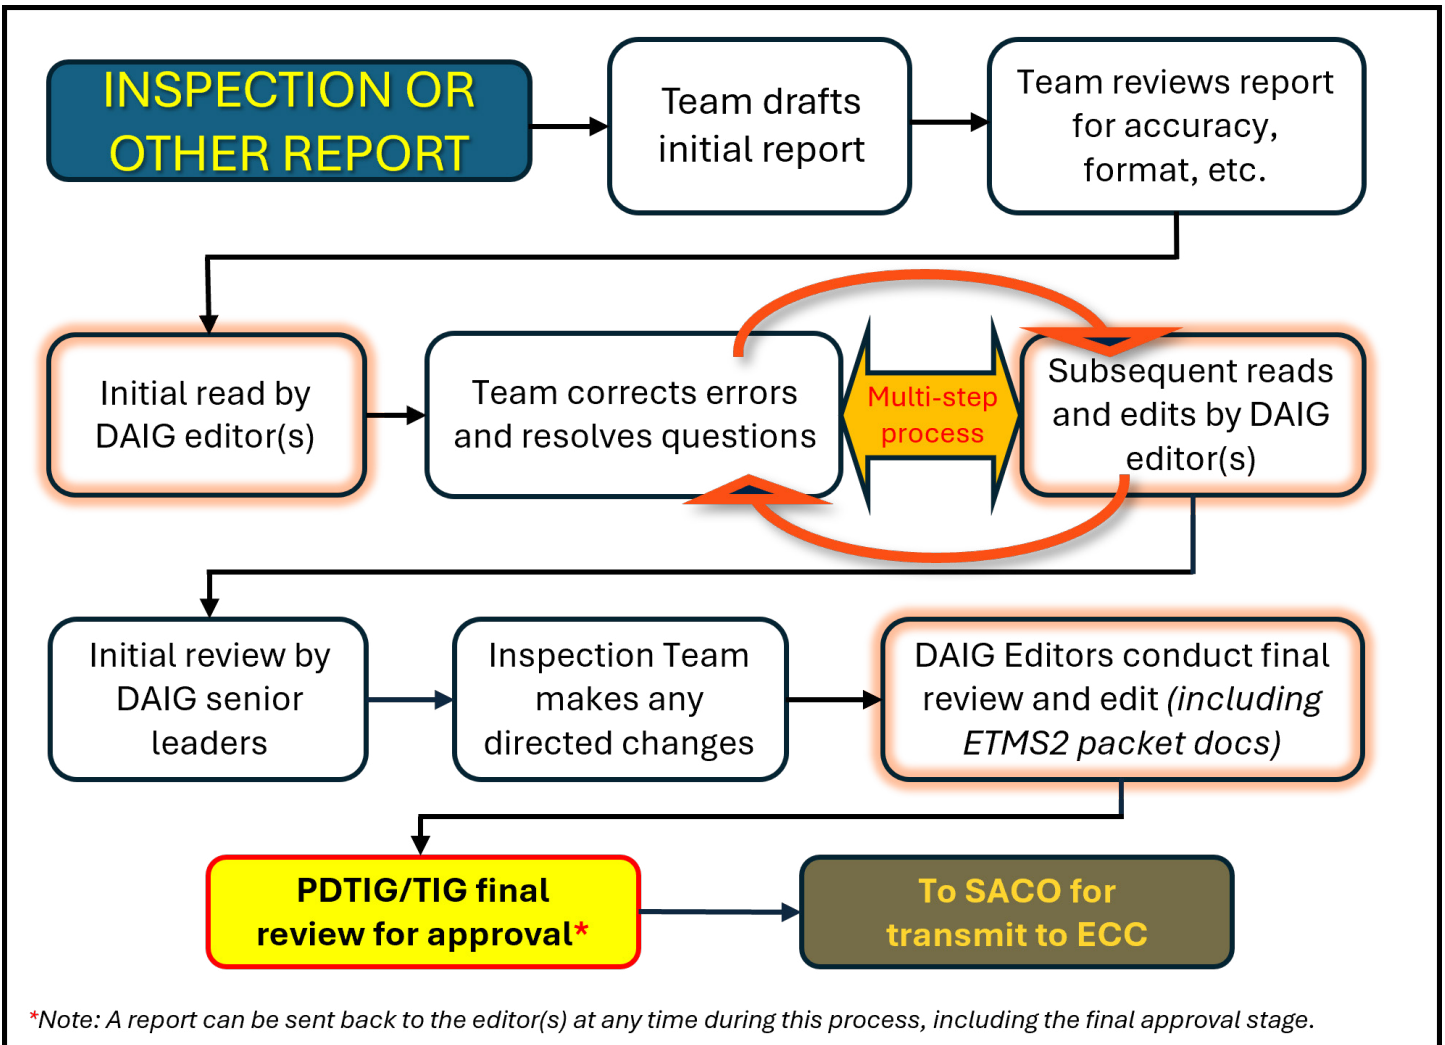 INSPECTION OR
OTHER REPORT
Team drafts
initial report
Team reviews report
for accuracy,
format, etc.
Initial read by
DAIG editor(s)
Team corrects errors
and resolves questions
Multi-step
process
Subsequent reads
and edits by DAIG
editor(s)
Initial review by
DAIG senior
leaders
Inspection Team
makes any
directed changes
DAIG Editors conduct final
review and edit (including
ETMS2 packet docs)
PDTIG/TIG final
review for approval*
To SACO for
transmit to ECC
*Note: A report can be sent back to the editor(s) at any time during this process, including the final approval stage.